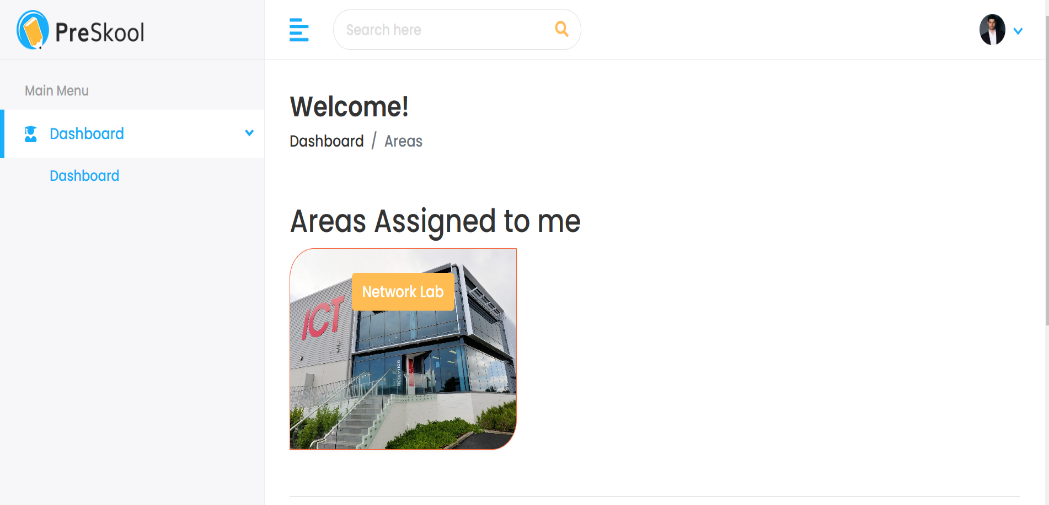 PreSkool
Search here
Main Menu
Dashboard
Dashboard
Welcome!
Dashboard / Areas
Areas Assigned to me
Network Lab
ICT